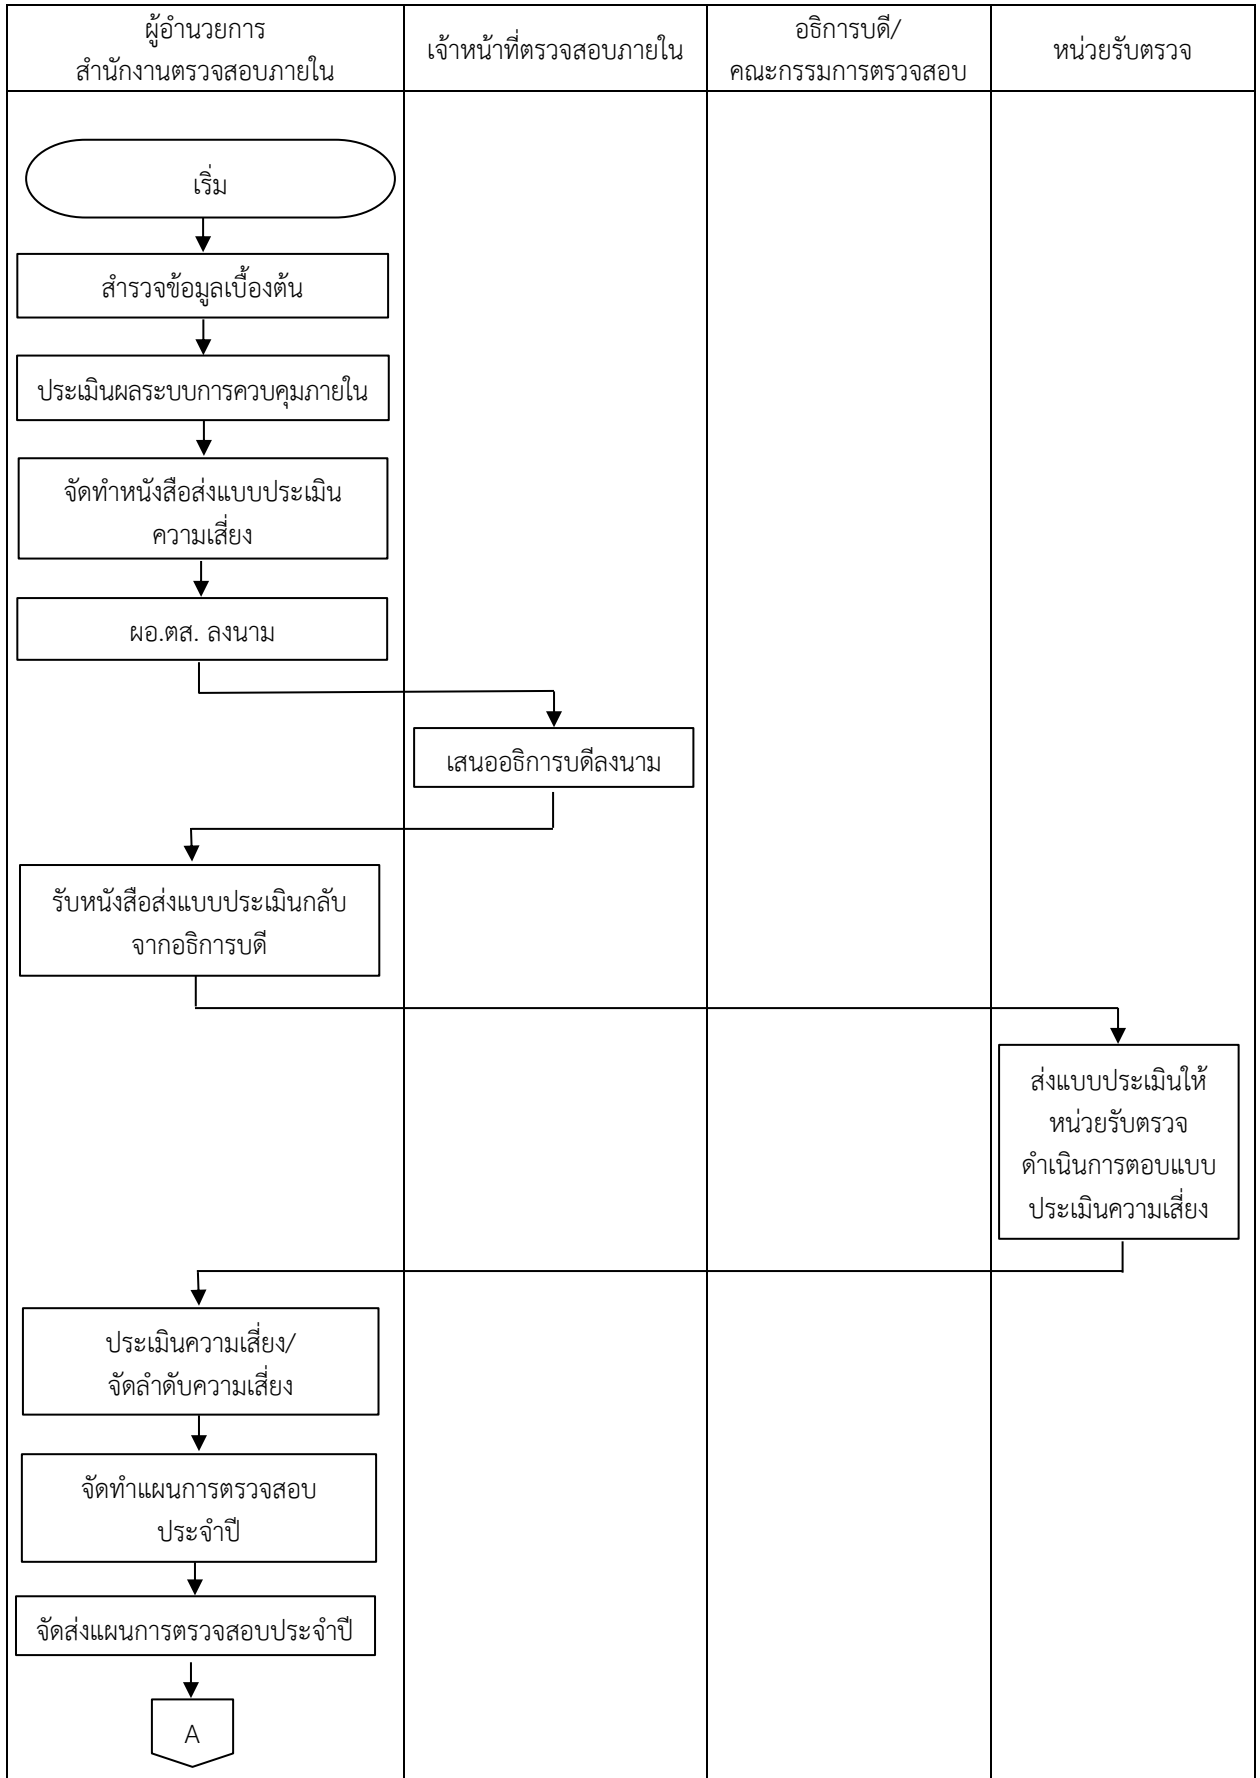 ผู้อำนวยการ
สำนักงานตรวจสอบภายใน
เจ้าหน้าที่ตรวจสอบภายใน
อธิการบดี/
คณะกรรมการตรวจสอบ
หน่วยรับตรวจ
เริ่ม
สำรวจข้อมูลเบื้องต้น
ประเมินผลระบบการควบคุมภายใน
จัดทำหนังสือส่งแบบประเมิน
ความเสี่ยง
ผอ.ตส. ลงนาม
เสนออธิการบดีลงนาม
รับหนังสือส่งแบบประเมินกลับ
จากอธิการบดี
ส่งแบบประเมินให้
หน่วยรับตรวจ
ดำเนินการตอบแบบ
ประเมินความเสี่ยง
ประเมินความเสี่ยง/
จัดลำดับความเสี่ยง
จัดทำแผนการตรวจสอบ
ประจำปี
จัดส่งแผนการตรวจสอบประจำปี
A